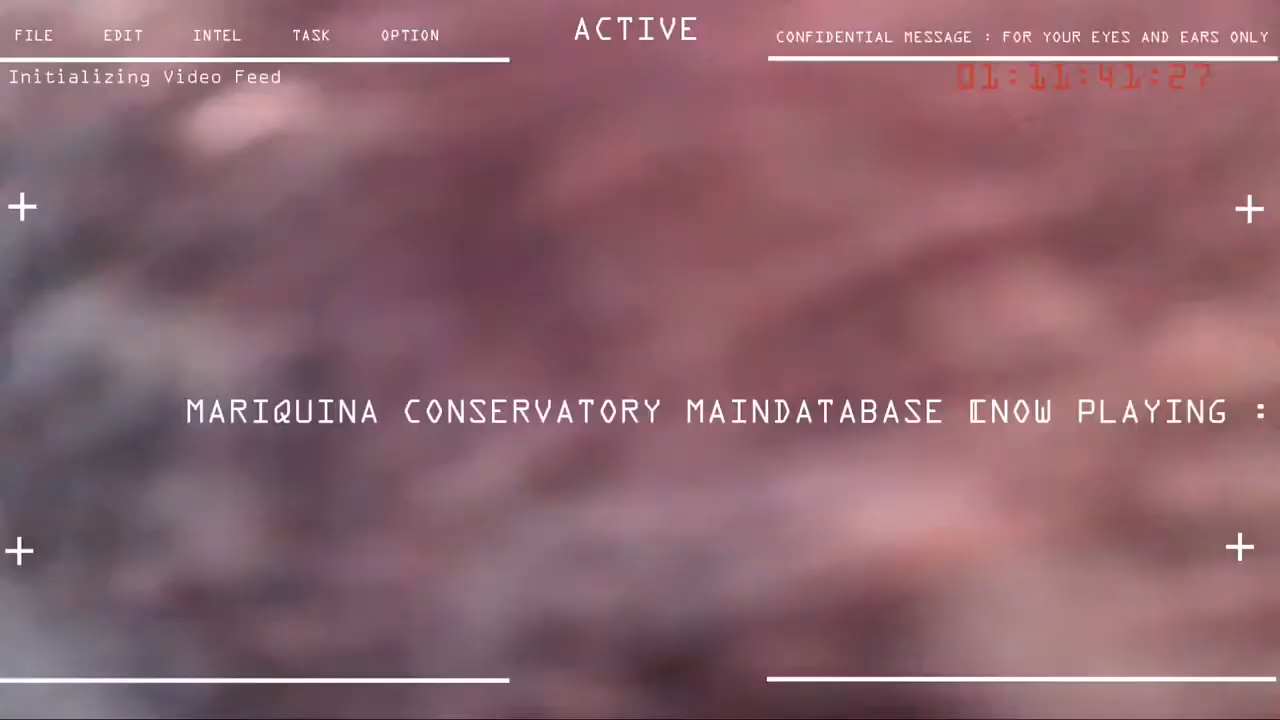 FILE EDIT INTEL TASK OPTION
ACTIVE
CONFIDENTIAL MESSAGE : FOR YOUR EYES AND EARS ONLY
Initializing Video Feed
01:11:41:27
MARIQUINA CONSERVATORY MAINDATABASE [NOW PLAYING :